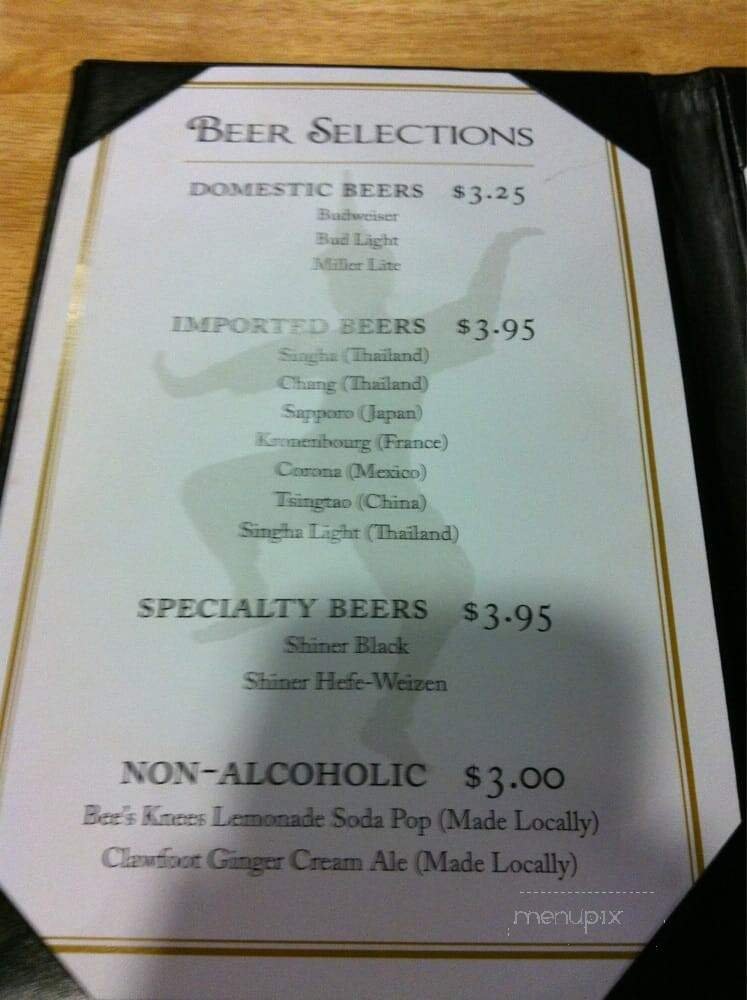 BEER SELECTIONS
DOMESTIC BEERS $3.25
Budweiser
Bud Light
Miller Lite
IMPORTED BEERS $3.95
Singha (Thailand)
Chang (Thailand)
Sapporo (Japan)
Kronenbourg (France)
Corona (Mexico)
Tsingtao (China)
Singha Light (Thailand)
SPECIALTY BEERS $3.95
Shiner Black
Shiner Hefe-Weizen
NON-ALCOHOLIC $3.00
Bee's Knees Lemonade Soda Pop (Made Locally)
Clawfoot Ginger Cream Ale (Made Locally)
menupix